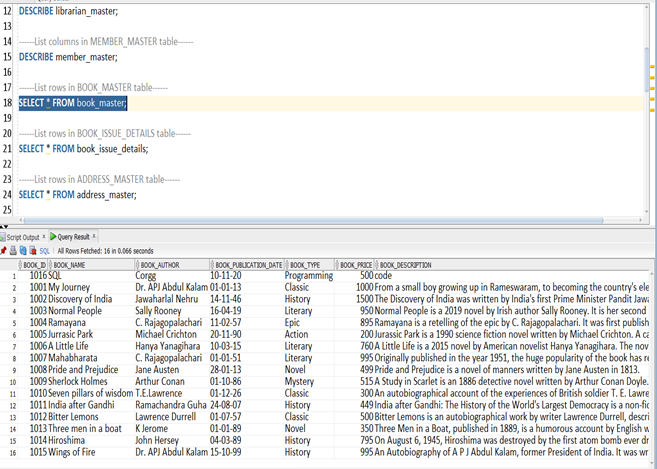 12 DESCRIBE librarian_master;
13
14 ------List columns in MEMBER_MASTER table------
15 DESCRIBE member_master;
16
17 ------List rows in BOOK_MASTER table------
18 SELECT * FROM book_master;
19
20 ------List rows in BOOK_ISSUE_DETAILS table------
21 SELECT * FROM book_issue_details;
22
23 ------List rows in ADDRESS_MASTER table------
24 SELECT * FROM address_master;
25
Script Output × Query Result ×
SQL | All Rows Fetched: 16 in 0.066 seconds
BOOK_ID BOOK_NAME BOOK_AUTHOR BOOK_PUBLICATION_DATE BOOK_TYPE BOOK_PRICE BOOK_DESCRIPTION
1 1016 SQL Corgg 10-11-20 Programming 500 code
2 1001 My Journey Dr. APJ Abdul Kalam 01-01-13 Classic 1000 From a small boy growing up in Rameswaram, to becoming the country's ele
3 1002 Discovery of India Jawaharlal Nehru 14-11-46 History 1500 The Discovery of India was written by India's first Prime Minister Pandit Jawa
4 1003 Normal People Sally Rooney 16-04-19 Literary 950 Normal People is a 2019 novel by Irish author Sally Rooney. It is her second
5 1004 Ramayana C. Rajagopalachari 11-02-57 Epic 895 Ramayana is a retelling of the epic by C. Rajagopalachari. It was first publish
6 1005 Jurrasic Park Michael Crichton 20-11-90 Action 200 Jurassic Park is a 1990 science fiction novel written by Michael Crichton. A ca
7 1006 A Little Life Hanya Yanagihara 10-03-15 Literary 760 A Little Life is a 2015 novel by American novelist Hanya Yanagihara. The nov
8 1007 Mahabharata C. Rajagopalachari 01-01-51 Literary 995 Originally published in the year 1951, the huge popularity of the book has re
9 1008 Pride and Prejudice Jane Austen 28-01-13 Novel 499 Pride and Prejudice is a novel of manners written by Jane Austen in 1813.
10 1009 Sherlock Holmes Arthur Conan 01-10-86 Mystery 515 A Study in Scarlet is an 1886 detective novel written by Arthur Conan Doyle.
11 1010 Seven pillars of wisdom T.E.Lawrence 01-12-26 Classic 300 An autobiographical account of the experiences of British soldier T. E. Lawre
12 1011 India after Gandhi Ramachandra Guha 24-08-07 History 449 India after Gandhi: The History of the World's Largest Democracy is a non-fic
13 1012 Bitter Lemons Lawrence Durrell 01-07-57 Classic 500 Bitter Lemons is an autobiographical work by writer Lawrence Durrell, descri
14 1013 Three men in a boat K Jerome 01-01-89 Novel 350 Three Men in a Boat, published in 1889, is a humorous account by English w
15 1014 Hiroshima John Hersey 04-03-89 History 795 On August 6, 1945, Hiroshima was destroyed by the first atom bomb ever dr
16 1015 Wings of Fire Dr. APJ Abdul Kalam 15-10-99 History 365 An Autobiography of A P J Abdul Kalam, former President of India. It was wr